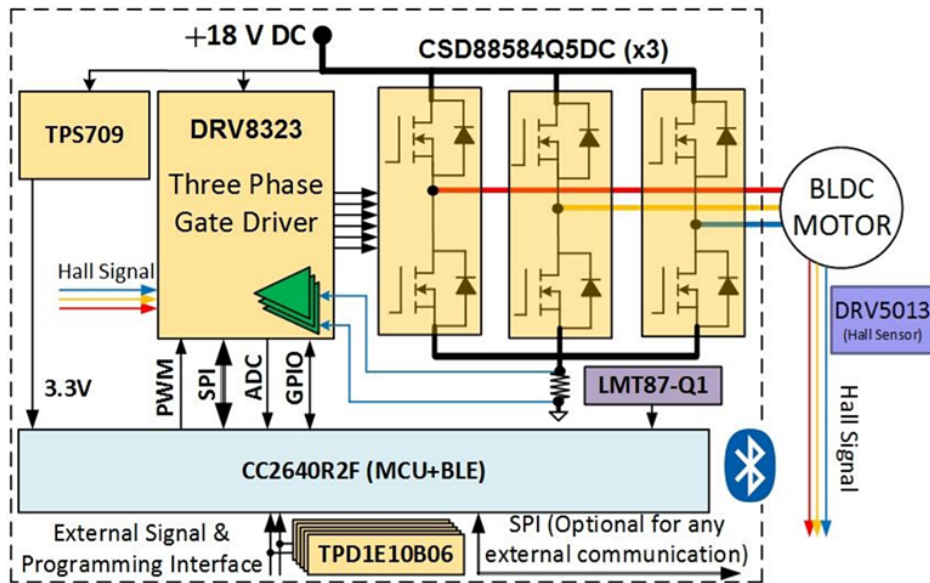 +18 V DC
CSD88584Q5DC (x3)
TPS709
DRV8323
Three Phase
Gate Driver
BLDC
MOTOR
Hall Signal
DRV5013
(Hall Sensor)
3.3V
PWM
SPI
ADC
GPIO
LMT87-Q1
Hall Signal
CC2640R2F (MCU+BLE)
External Signal &
Programming Interface
TPD1E10B06
SPI (Optional for any
external communication)